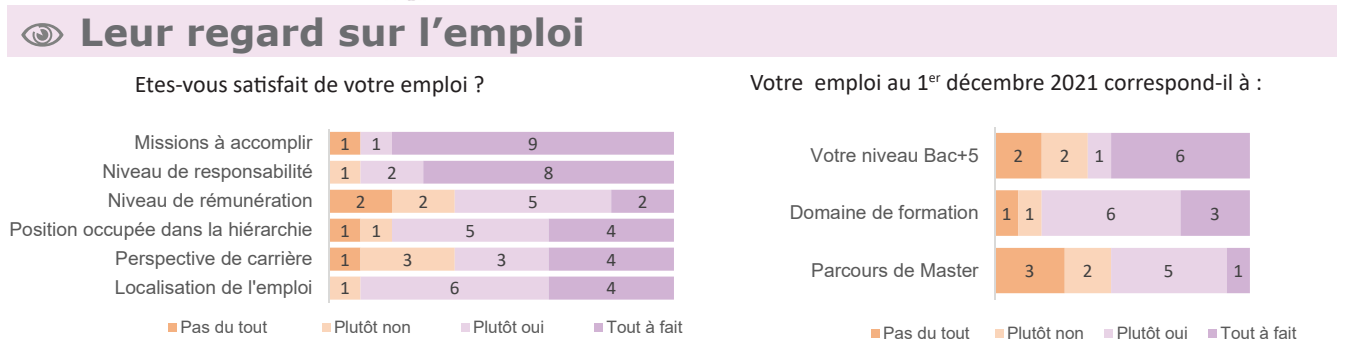 Leur regard sur l'emploi
Etes-vous satisfait de votre emploi ?
Missions à accomplir 1 1 9
Niveau de responsabilité 1 2 8
Niveau de rémunération 2 2 5 2
Position occupée dans la hiérarchie 1 1 5 4
Perspective de carrière 1 3 3 4
Localisation de l'emploi 1 6 4
Pas du tout Plutôt non Plutôt oui Tout à fait
Votre emploi au 1er décembre 2021 correspond-il à :
Votre niveau Bac+5 2 2 1 6
Domaine de formation 1 1 6 3
Parcours de Master 3 2 5 1
Pas du tout Plutôt non Plutôt oui Tout à fait